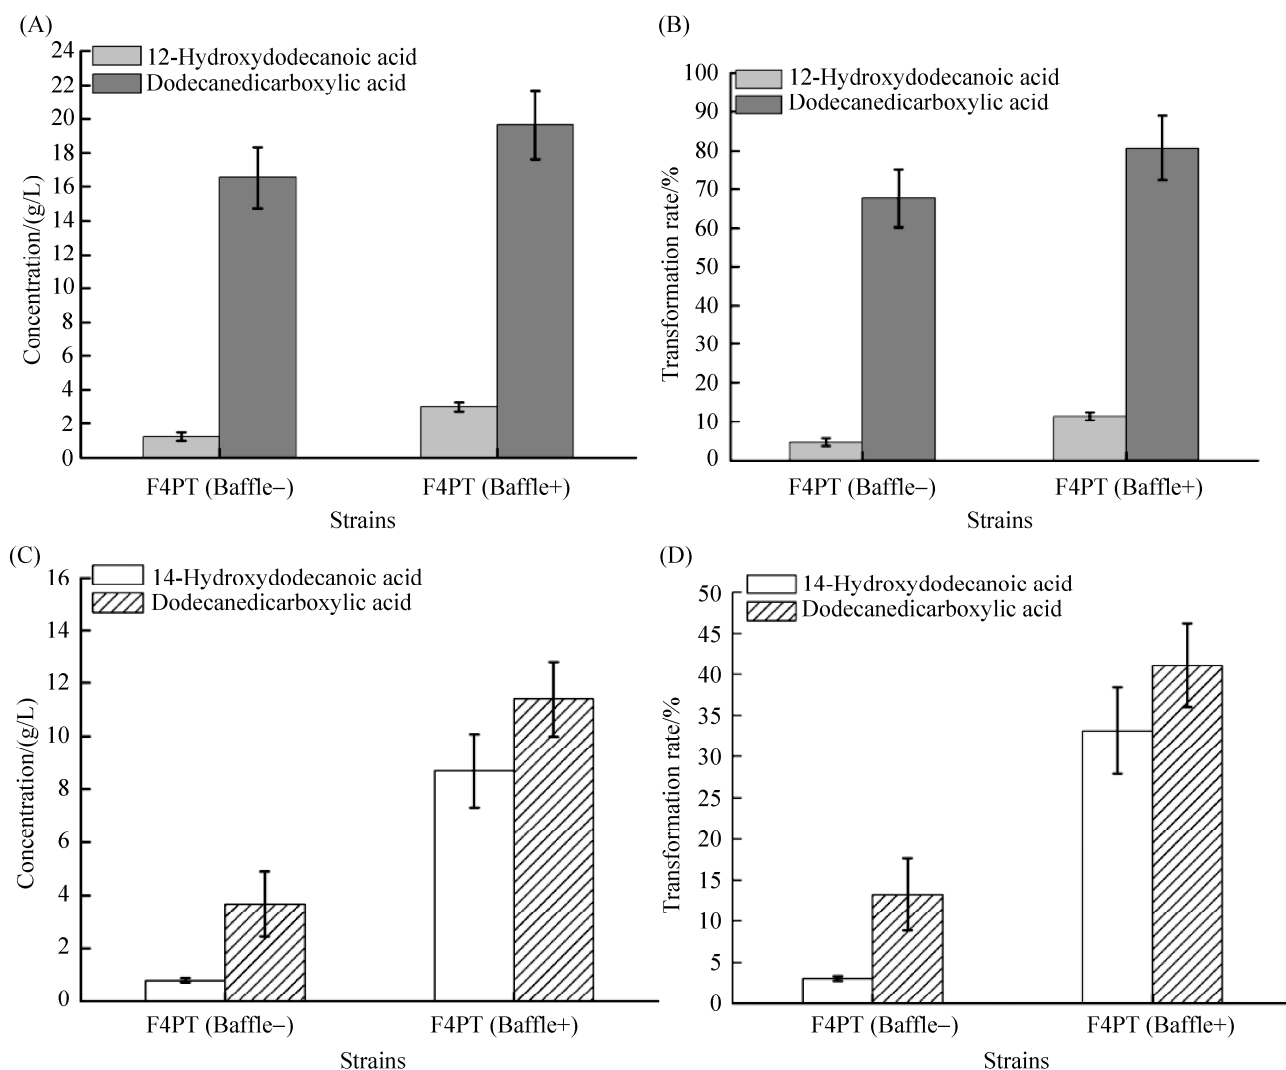 (A)
24
22
20
18
16
14
12
10
8
6
4
2
0
Concentration/(g/L)
12-Hydroxydodecanoic acid
Dodecanedicarboxylic acid
F4PT (Baffle−)
F4PT (Baffle+)
Strains
(B)
100
90
80
70
60
50
40
30
20
10
0
Transformation rate/%
12-Hydroxydodecanoic acid
Dodecanedicarboxylic acid
F4PT (Baffle−)
F4PT (Baffle+)
Strains
(C)
16
14
12
10
8
6
4
2
0
Concentration/(g/L)
14-Hydroxydodecanoic acid
Dodecanedicarboxylic acid
F4PT (Baffle−)
F4PT (Baffle+)
Strains
(D)
50
45
40
35
30
25
20
15
10
5
0
Transformation rate/%
14-Hydroxydodecanoic acid
Dodecanedicarboxylic acid
F4PT (Baffle−)
F4PT (Baffle+)
Strains